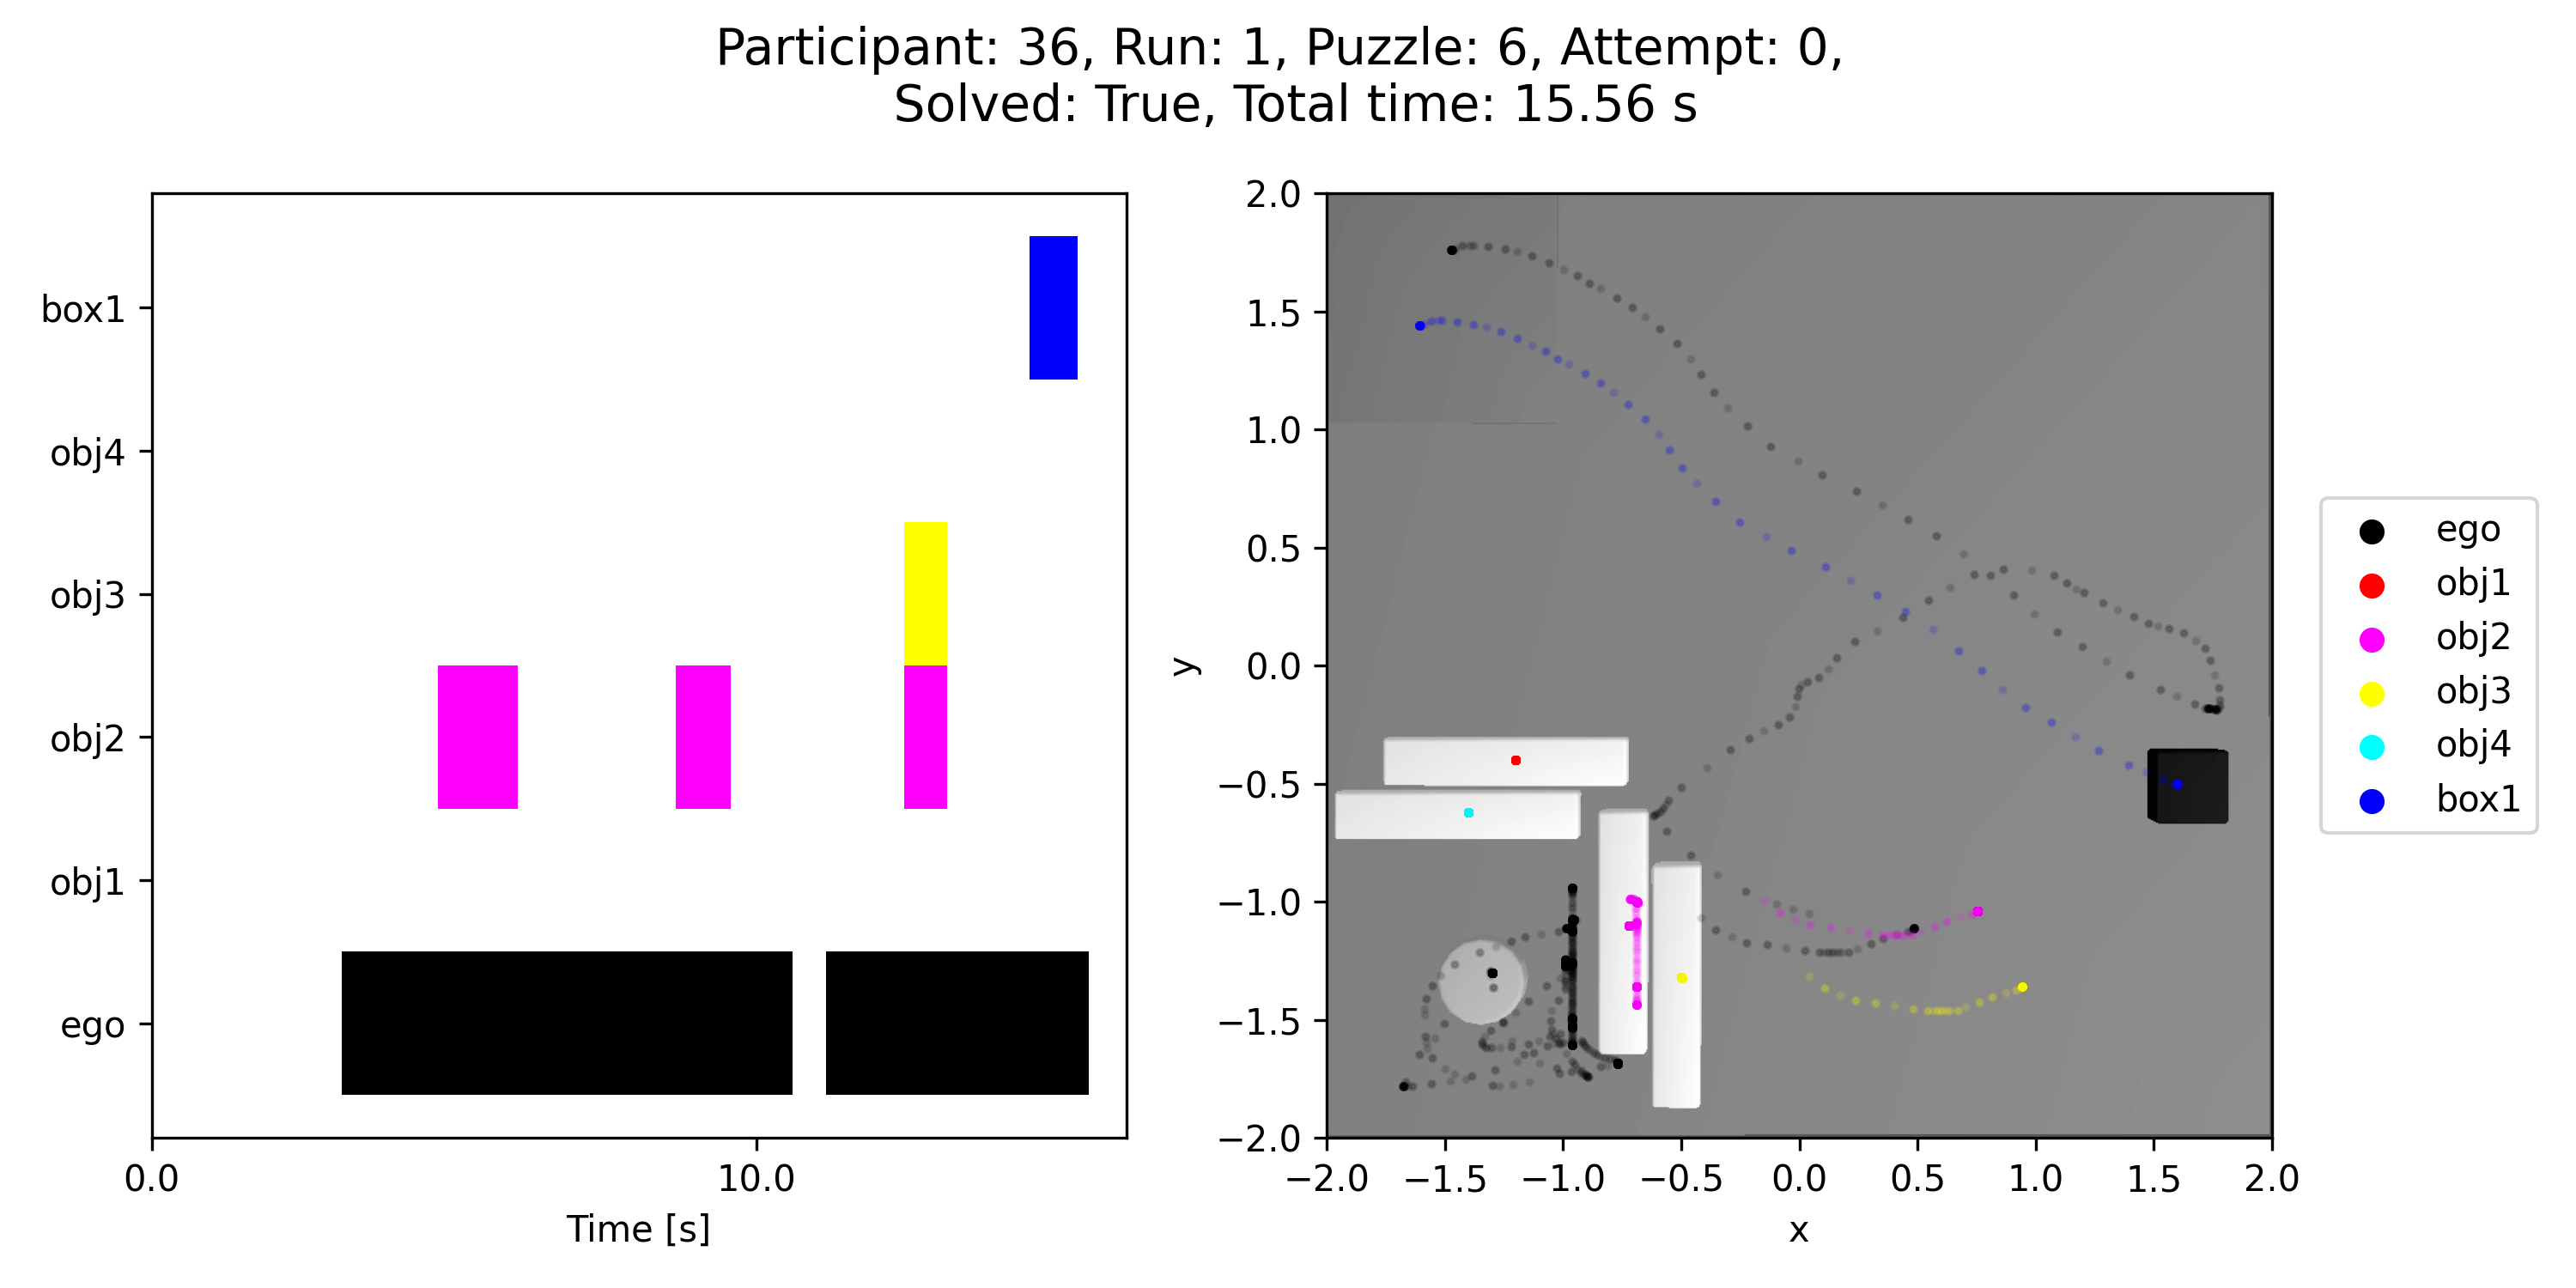 Participant: 36, Run: 1, Puzzle: 6, Attempt: 0,
Solved: True, Total time: 15.56 s
box1
obj4
obj3
obj2
obj1
ego
0.0 10.0
Time [s]
2.0
1.5
1.0
0.5
0.0
−0.5
−1.0
−1.5
−2.0
y
−2.0 −1.5 −1.0 −0.5 0.0 0.5 1.0 1.5 2.0
x
ego
obj1
obj2
obj3
obj4
box1